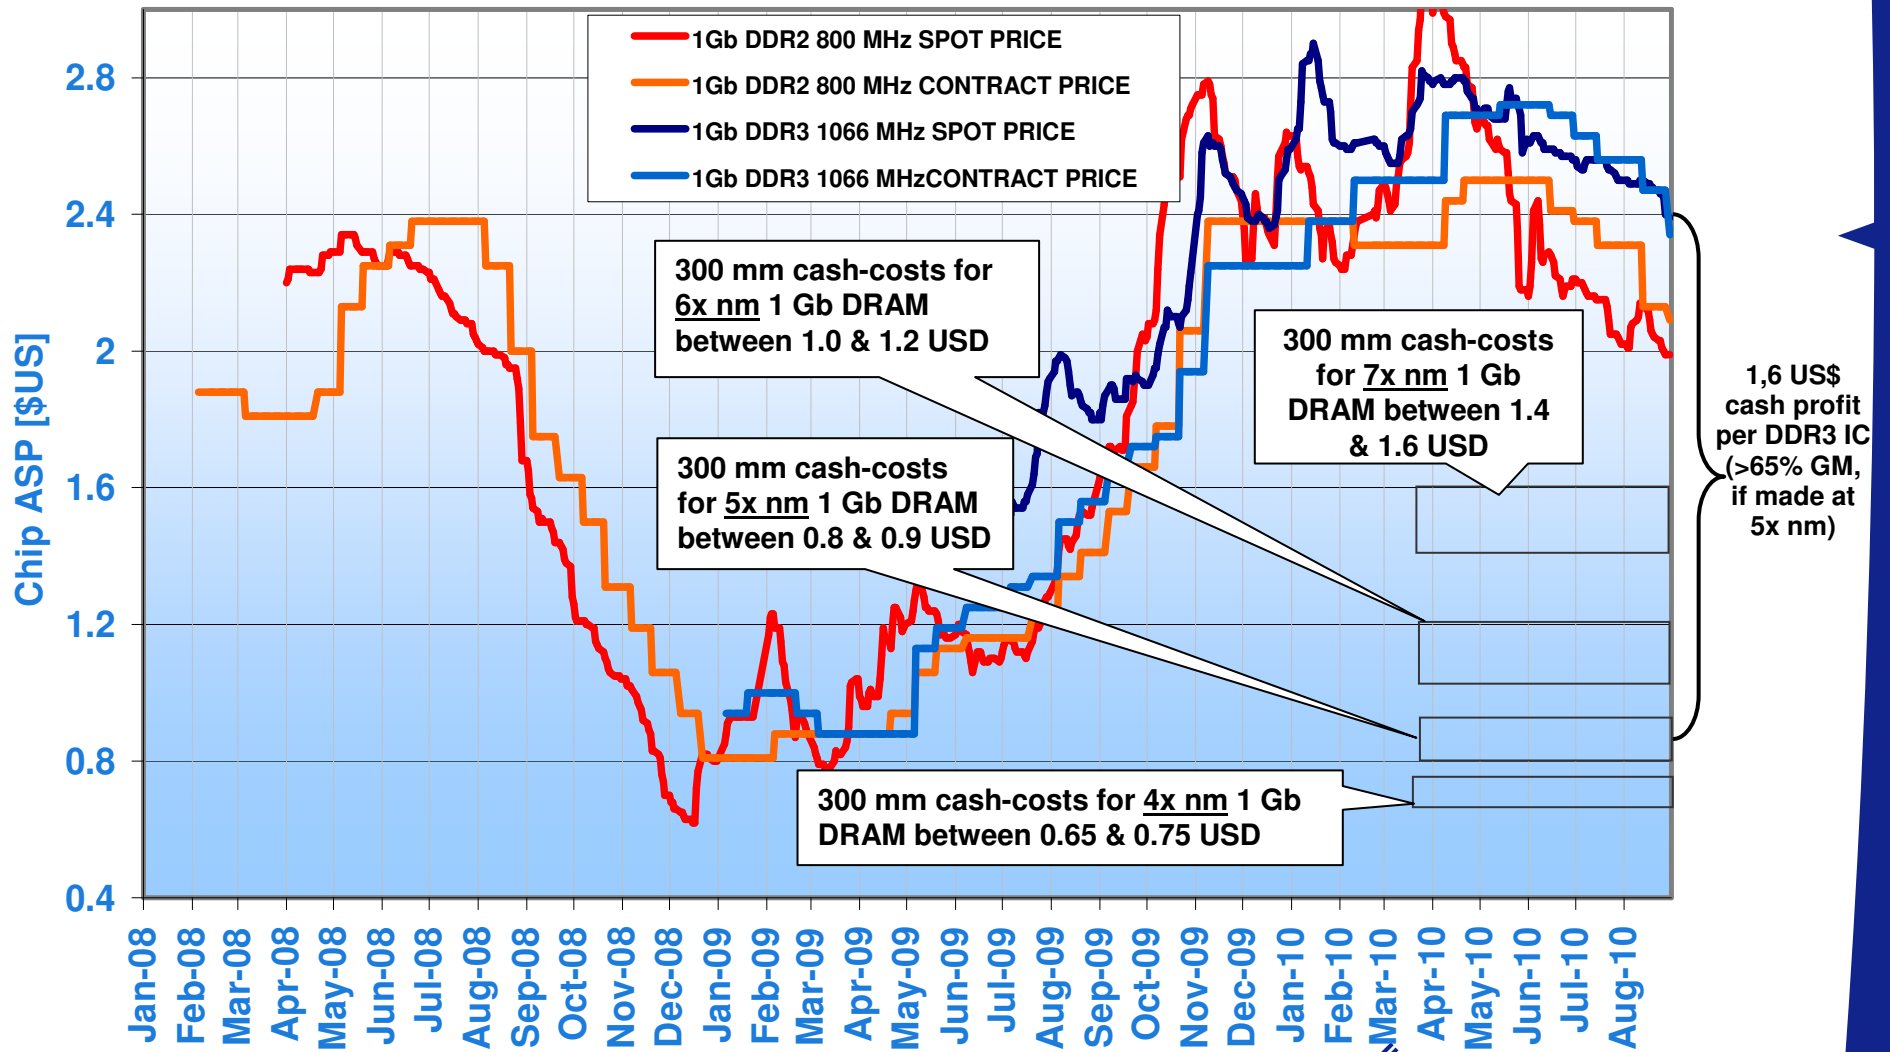 1Gb DDR2 800 MHz SPOT PRICE
1Gb DDR2 800 MHz CONTRACT PRICE
1Gb DDR3 1066 MHz SPOT PRICE
1Gb DDR3 1066 MHzCONTRACT PRICE
Chip ASP [$US]
2.8
2.4
2
1.6
1.2
0.8
0.4
300 mm cash-costs for
6x nm 1 Gb DRAM
between 1.0 & 1.2 USD
300 mm cash-costs
for 7x nm 1 Gb
DRAM between 1.4
& 1.6 USD
300 mm cash-costs
for 5x nm 1 Gb DRAM
between 0.8 & 0.9 USD
300 mm cash-costs for 4x nm 1 Gb
DRAM between 0.65 & 0.75 USD
1,6 US$
cash profit
per DDR3 IC
(>65% GM,
if made at
5x nm)
Jan-08
Feb-08
Mar-08
Apr-08
May-08
Jun-08
Jul-08
Aug-08
Sep-08
Oct-08
Nov-08
Dec-08
Jan-09
Feb-09
Mar-09
Apr-09
May-09
Jun-09
Jul-09
Aug-09
Sep-09
Oct-09
Nov-09
Dec-09
Jan-10
Feb-10
Mar-10
Apr-10
May-10
Jun-10
Jul-10
Aug-10